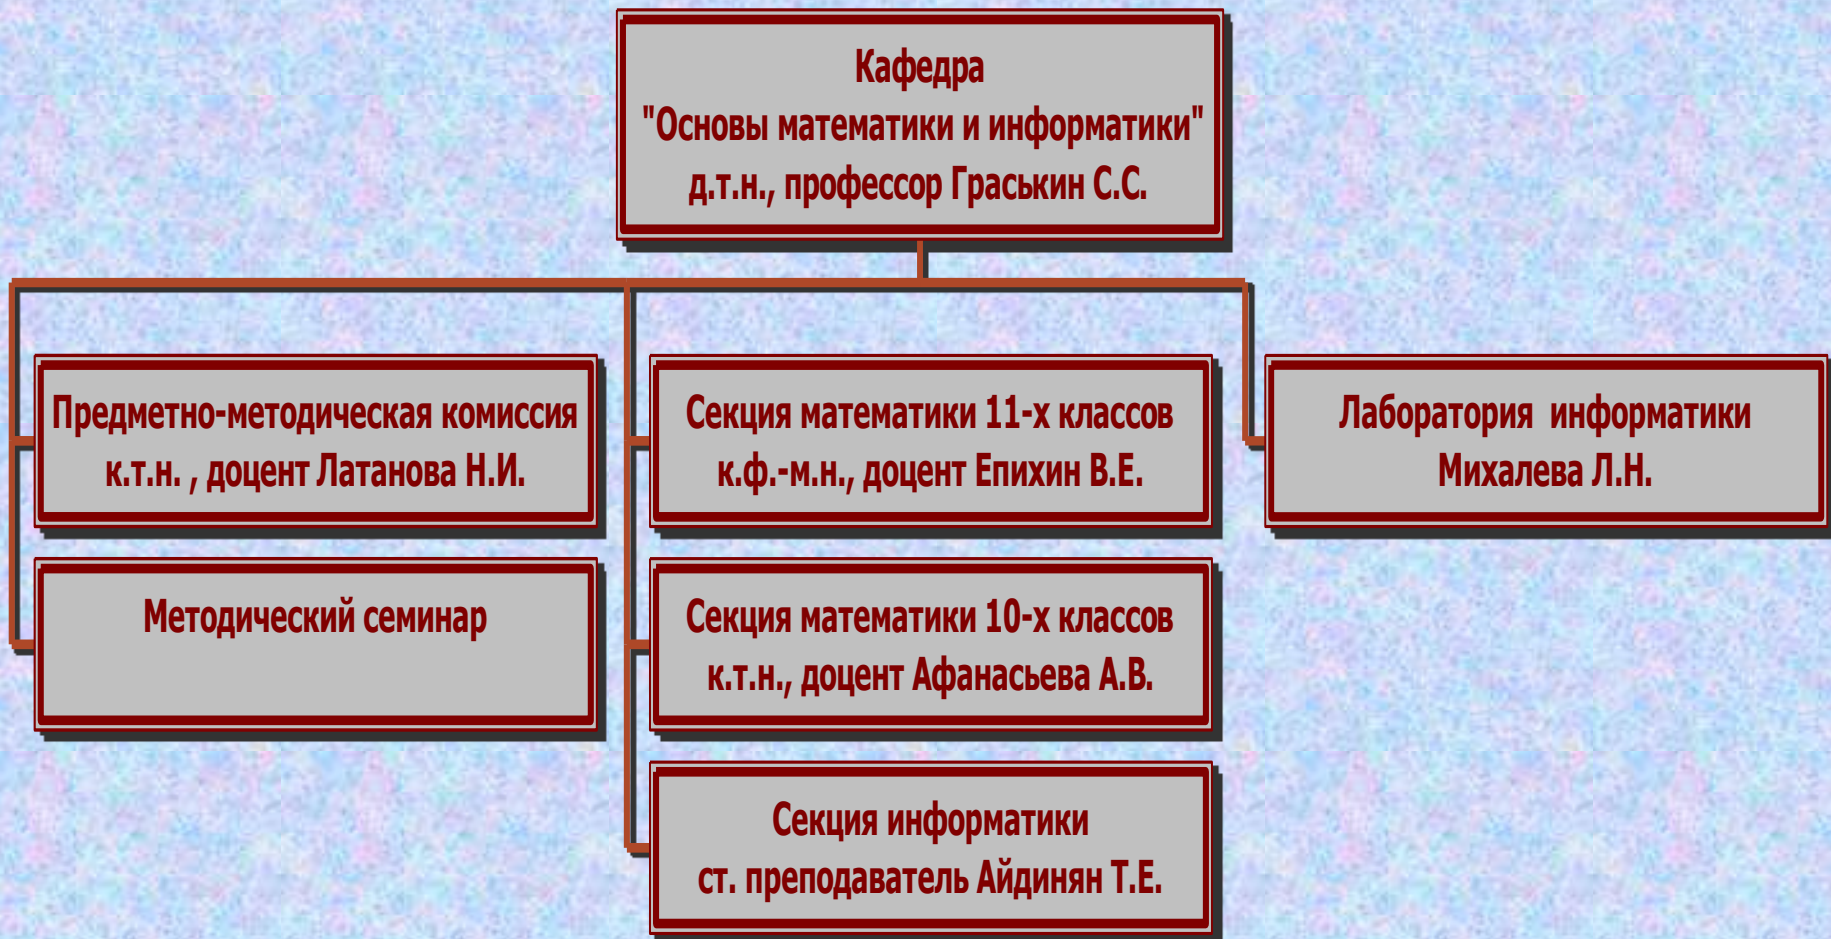 Кафедра
"Основы математики и информатики"
д.т.н., профессор Граськин С.С.
Предметно-методическая комиссия
к.т.н. , доцент Латанова Н.И.
Методический семинар
Секция математики 11-х классов
к.ф.-м.н., доцент Епихин В.Е.
Секция математики 10-х классов
к.т.н., доцент Афанасьева А.В.
Секция информатики
ст. преподаватель Айдинян Т.Е.
Лаборатория информатики
Михалева Л.Н.